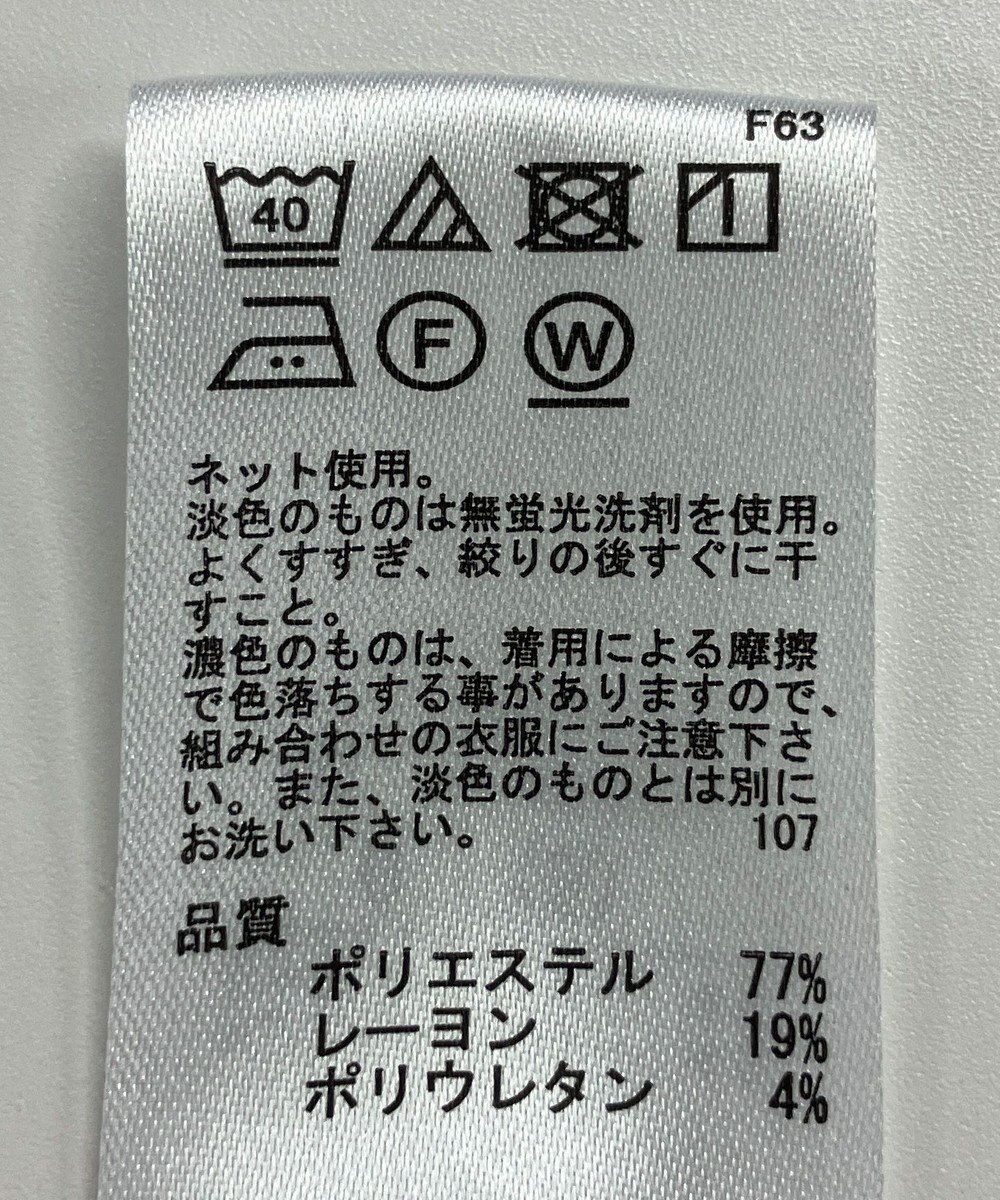 F63
40
F W
ネット使用。
淡色のものは無蛍光洗剤を使用。
よくすすぎ、絞りの後すぐに干
すこと。
濃色のものは、着用による摩擦
で色落ちする事がありますので、
組み合わせの衣服にご注意下さ
い。また、淡色のものとは別に
お洗い下さい。 107
品質
ポリエステル 77%
レーヨン 19%
ポリウレタン 4%